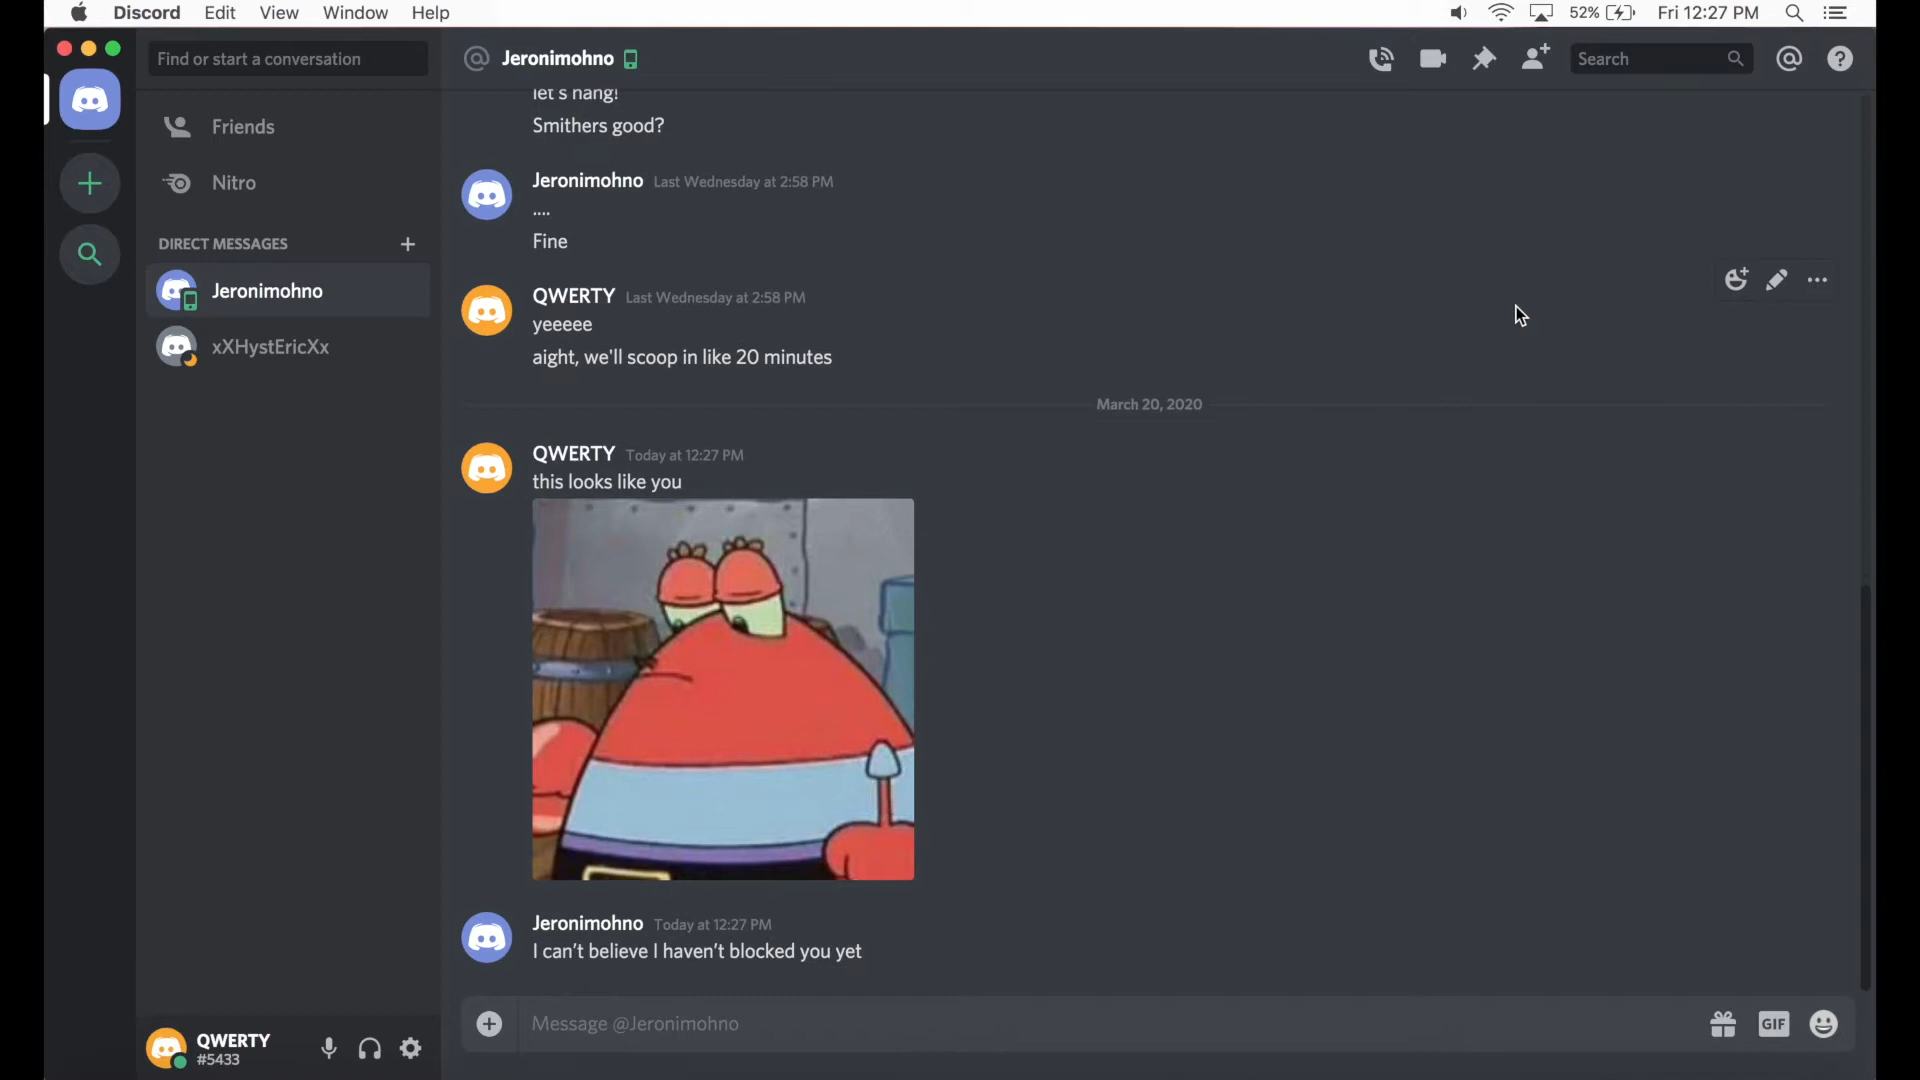 Discord Edit View Window Help 52% Fri 12:27 PM
Find or start a conversation
Jeronimohno
Search
Friends
Nitro
DIRECT MESSAGES
Jeronimohno
xXHystEricXx
let's hang!
Smithers good?
Jeronimohno Last Wednesday at 2:58 PM
....
Fine
QWERTY Last Wednesday at 2:58 PM
yeeeee
aight, we'll scoop in like 20 minutes
March 20, 2020
QWERTY Today at 12:27 PM
this looks like you
Jeronimohno Today at 12:27 PM
I can't believe I haven't blocked you yet
Message @Jeronimohno
GIF
QWERTY
#5433